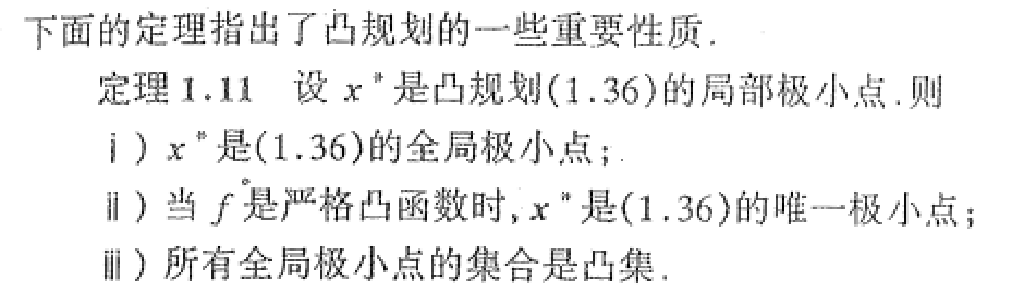 下面的定理指出了凸规划的一些重要性质.
定理 1.11 设 x* 是凸规划(1.36)的局部极小点.则
ⅰ) x* 是(1.36)的全局极小点;
ⅱ) 当 f 是严格凸函数时, x* 是(1.36)的唯一极小点;
ⅲ) 所有全局极小点的集合是凸集.